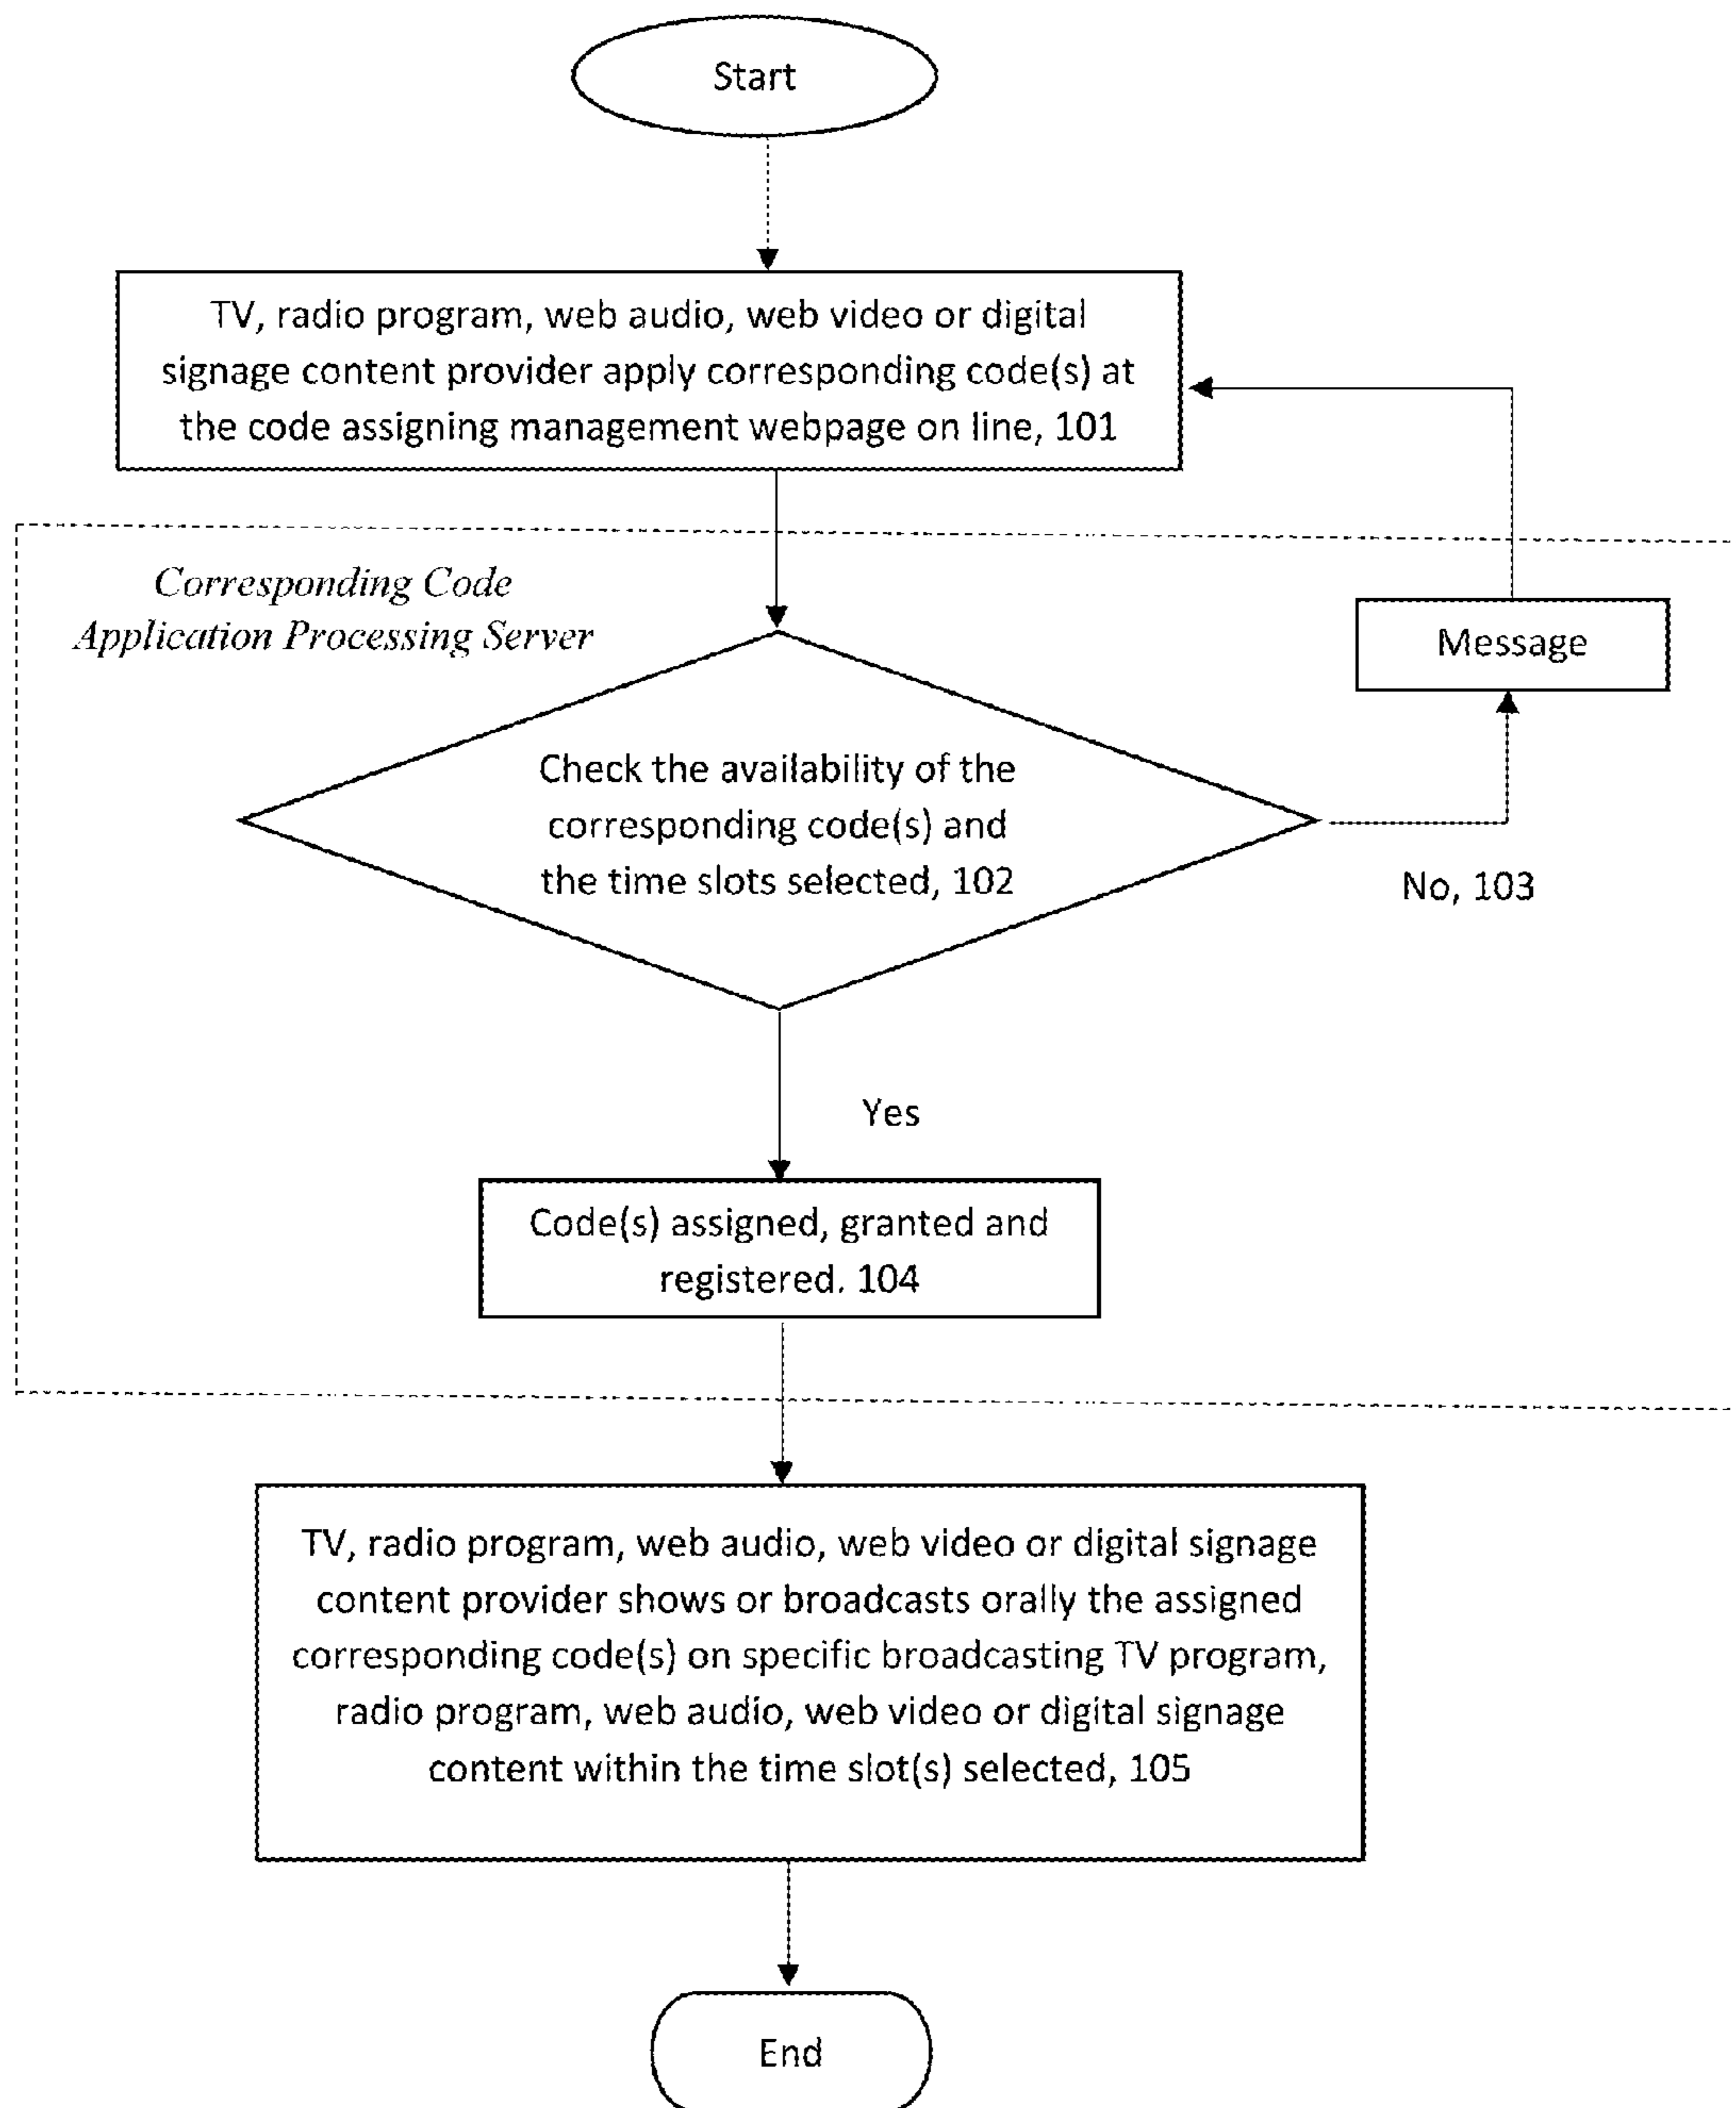 Start
TV, radio program, web audio, web video or digital
signage content provider apply corresponding code(s) at
the code assigning management webpage on line, 101
Corresponding Code
Application Processing Server
Message
Check the availability of the
corresponding code(s) and
the time slots selected, 102
No, 103
Yes
Code(s) assigned, granted and
registered. 104
TV, radio program, web audio, web video or digital signage
content provider shows or broadcasts orally the assigned
corresponding code(s) on specific broadcasting TV program,
radio program, web audio, web video or digital signage
content within the time slot(s) selected, 105
End